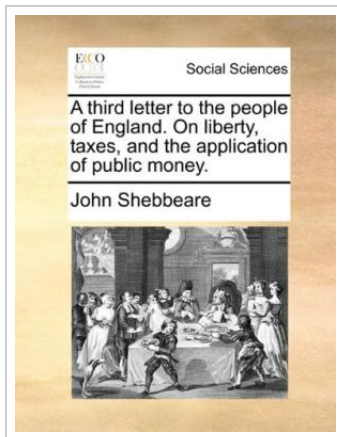 ECCO
Social Sciences
A third letter to the people
of England. On liberty,
taxes, and the application
of public money.
John Shebbeare